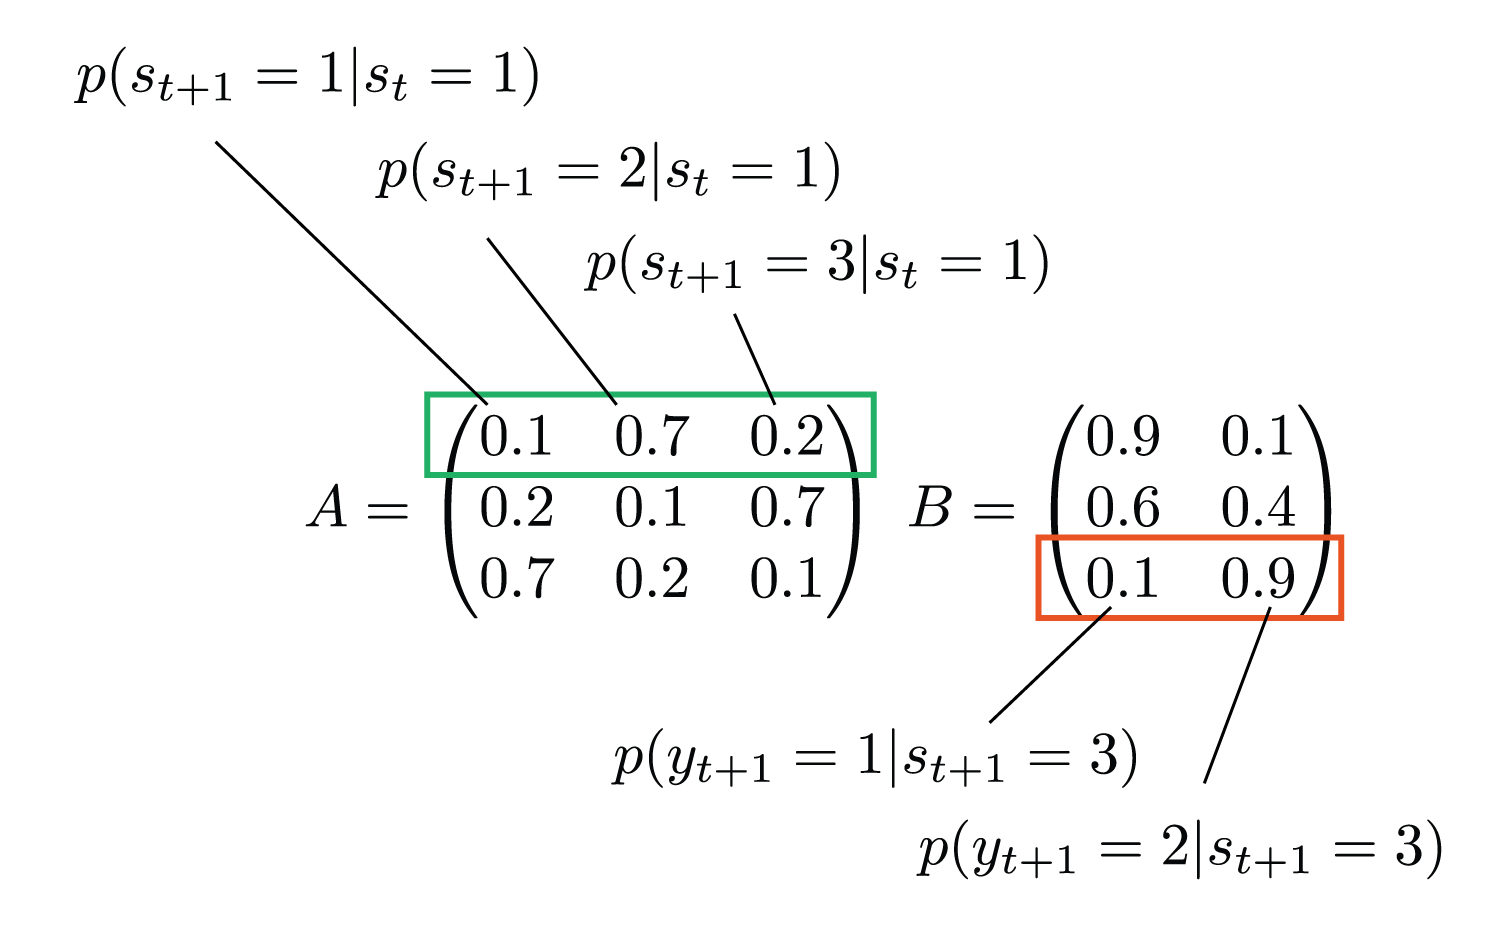 p(s_{t+1} = 1|s_t = 1)
p(s_{t+1} = 2|s_t = 1)
p(s_{t+1} = 3|s_t = 1)
A = \begin{pmatrix} 0.1 & 0.7 & 0.2 \\ 0.2 & 0.1 & 0.7 \\ 0.7 & 0.2 & 0.1 \end{pmatrix} B = \begin{pmatrix} 0.9 & 0.1 \\ 0.6 & 0.4 \\ 0.1 & 0.9 \end{pmatrix}
p(y_{t+1} = 1|s_{t+1} = 3)
p(y_{t+1} = 2|s_{t+1} = 3)